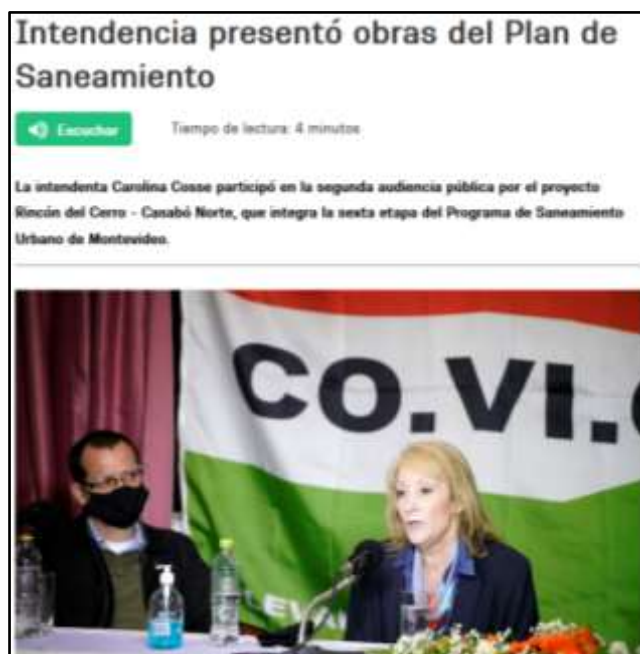 Intendencia presentó obras del Plan de
Saneamiento
Escuchar
Tiempo de lectura: 4 minutos
La intendenta Carolina Cosse participó en la segunda audiencia pública por el proyecto
Rincón del Cerro - Casabó Norte, que integra la sexta etapa del Programa de Saneamiento
Urbano de Montevideo.
CO.VI.
LEVAN